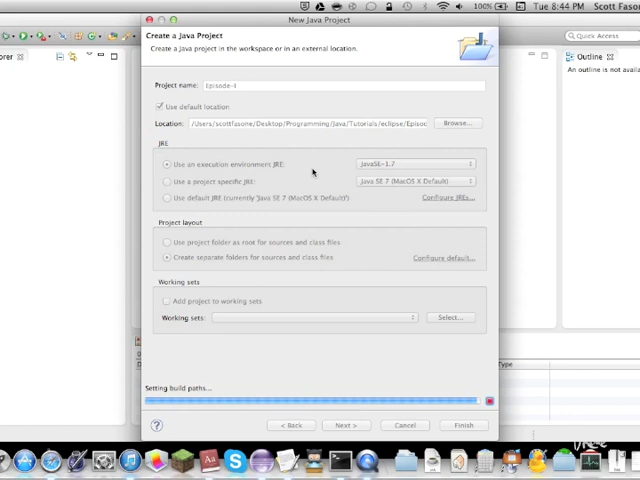 100%
Tue 8:44 PM
Scott Fason
New Java Project
Create a Java Project
Create a Java project in the workspace or in an external location.
Quick Access
Outline
An outline is not availa
orer
Project name:
Use default location
Location:
/Users/scottfasone/Desktop/Programming/Java/Tutorials/eclipse/Episoc
Browse...
JRE
Use an execution environment JRE:
JavaSE-1.7
Use a project specific JRE:
Java SE 7 (MacOS X Default)
Use default JRE (currently 'Java SE 7 (MacOS X Default)')
Configure JREs...
Project layout
Use project folder as root for sources and class files
Create separate folders for sources and class files
Configure default...
Working sets
Add project to working sets
Working sets:
Select...
Type
Setting build paths...
?
< Back
Next >
Cancel
Finish